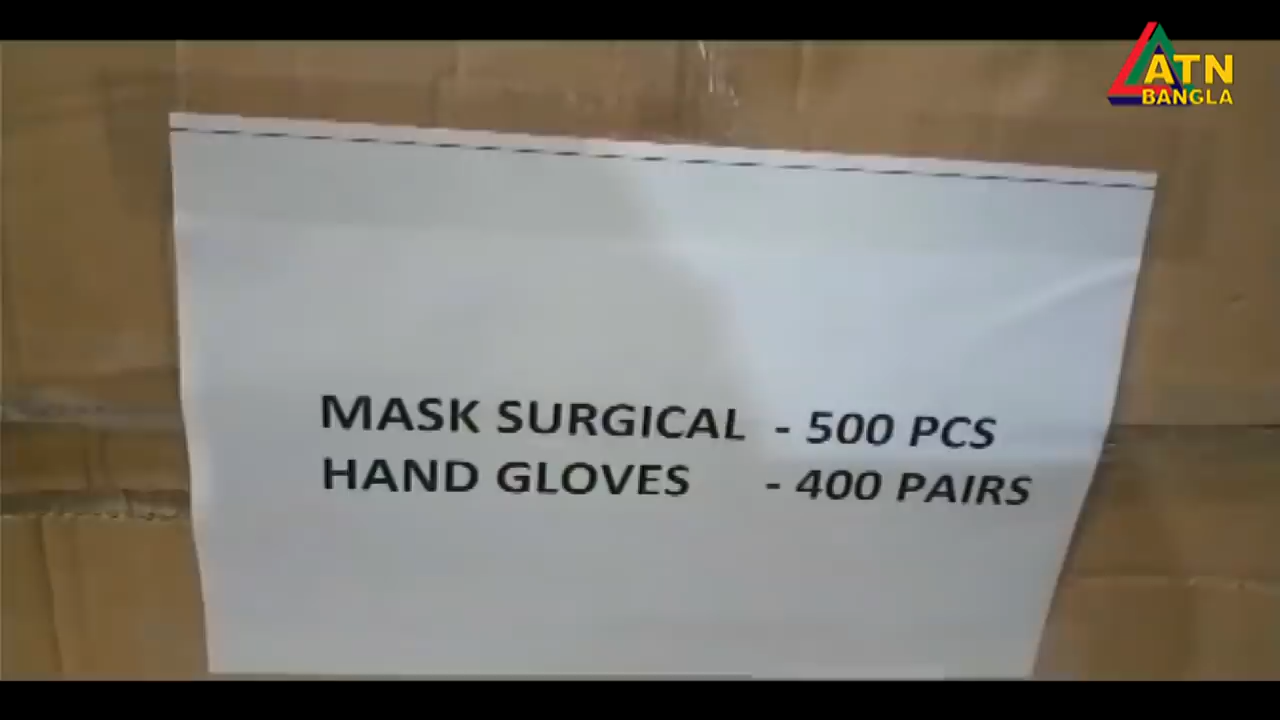 ATN
BANGLA
MASK SURGICAL - 500 PCS
HAND GLOVES - 400 PAIRS